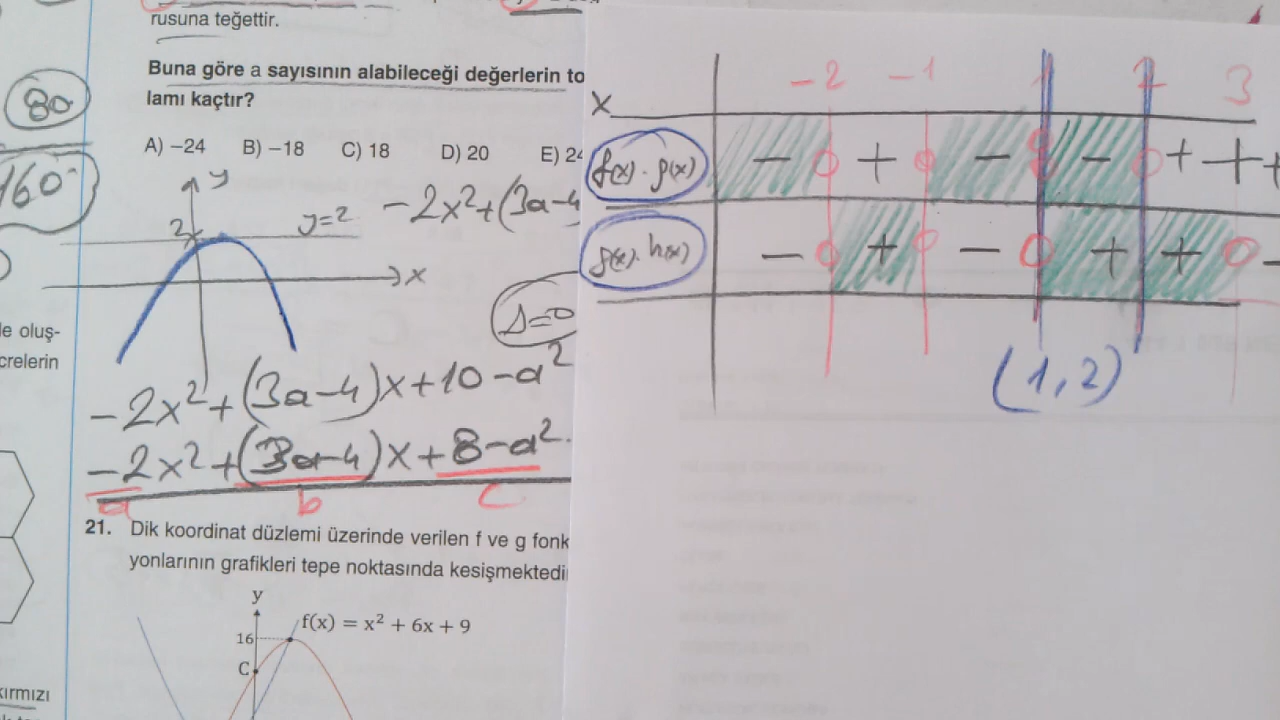 rusuna teğettir.
Buna göre a sayısının alabileceği değerlerin to
lamı kaçtır?
A) −24 B) −18 C) 18 D) 20 E) 24
80
160°
y
2
y=2
x
-2x²+(3a-4
Δ=0
-2x²+(3a-4)x+10-a²
-2x²+(3a-4)x+8-a²
a b c
le oluş-
crelerin
21. Dik koordinat düzlemi üzerinde verilen f ve g fonk
yonlarının grafikleri tepe noktasında kesişmektedi
y
f(x) = x² + 6x + 9
16
C
kırmızı
x -2 -1 1 2 3
f(x) · g(x) - + - - + + +
- + - + + -
(1,2)